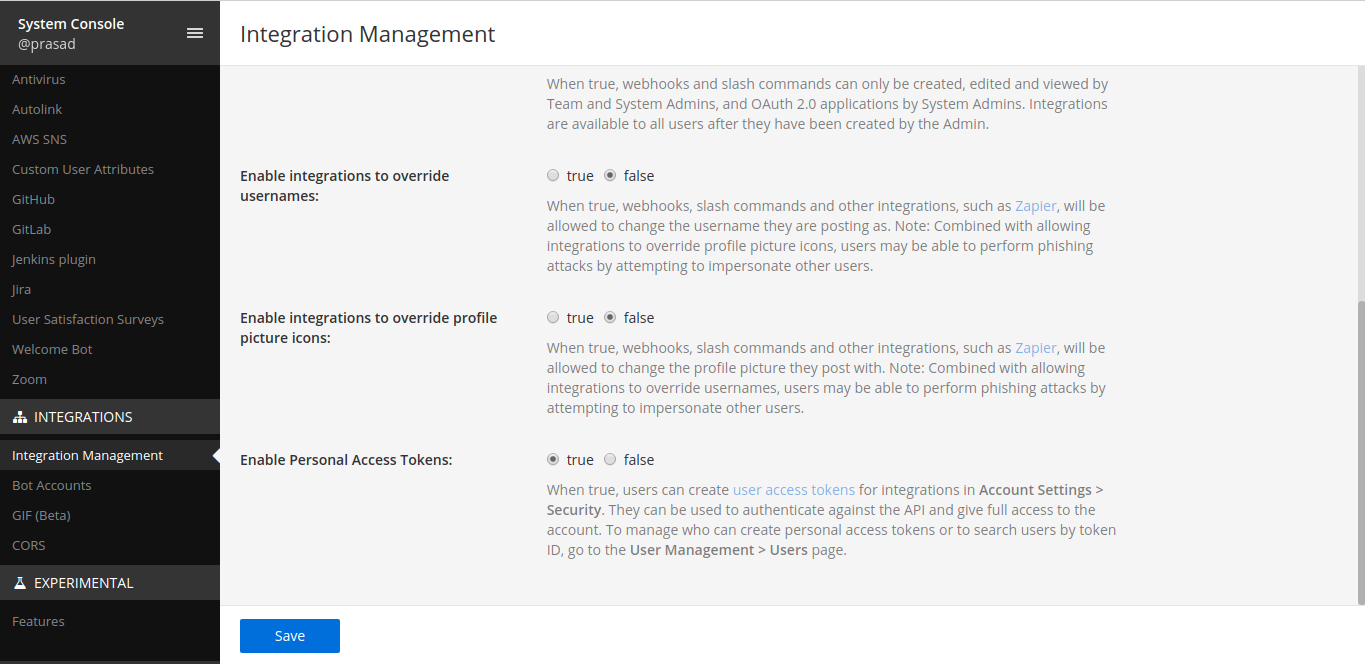 System Console
@prasad
Antivirus
Autolink
AWS SNS
Custom User Attributes
GitHub
GitLab
Jenkins plugin
Jira
User Satisfaction Surveys
Welcome Bot
Zoom
INTEGRATIONS
Integration Management
Bot Accounts
GIF (Beta)
CORS
EXPERIMENTAL
Features
Integration Management
When true, webhooks and slash commands can only be created, edited and viewed by
Team and System Admins, and OAuth 2.0 applications by System Admins. Integrations
are available to all users after they have been created by the Admin.
Enable integrations to override
usernames:
true false
When true, webhooks, slash commands and other integrations, such as Zapier, will be
allowed to change the username they are posting as. Note: Combined with allowing
integrations to override profile picture icons, users may be able to perform phishing
attacks by attempting to impersonate other users.
Enable integrations to override profile
picture icons:
true false
When true, webhooks, slash commands and other integrations, such as Zapier, will be
allowed to change the profile picture they post with. Note: Combined with allowing
integrations to override usernames, users may be able to perform phishing attacks by
attempting to impersonate other users.
Enable Personal Access Tokens:
true false
When true, users can create user access tokens for integrations in Account Settings >
Security. They can be used to authenticate against the API and give full access to the
account. To manage who can create personal access tokens or to search users by token
ID, go to the User Management > Users page.
Save